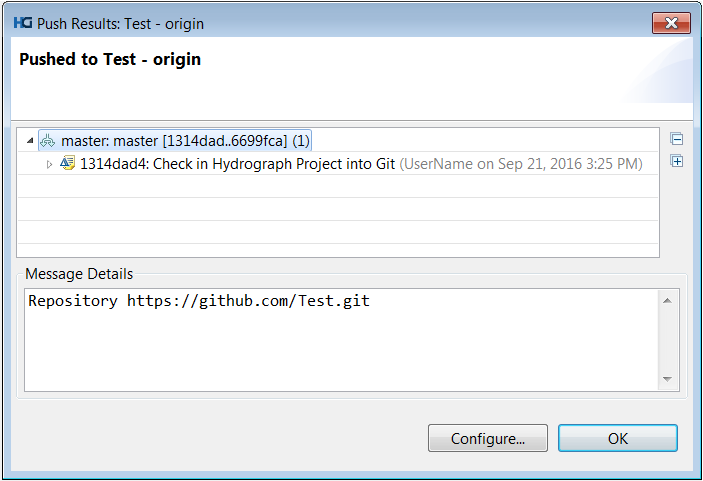 HG Push Results: Test - origin
Pushed to Test - origin
master: master [1314dad..6699fca] (1)
1314dad4: Check in Hydrograph Project into Git (UserName on Sep 21, 2016 3:25 PM)
Message Details
Repository https://github.com/Test.git
Configure...
OK